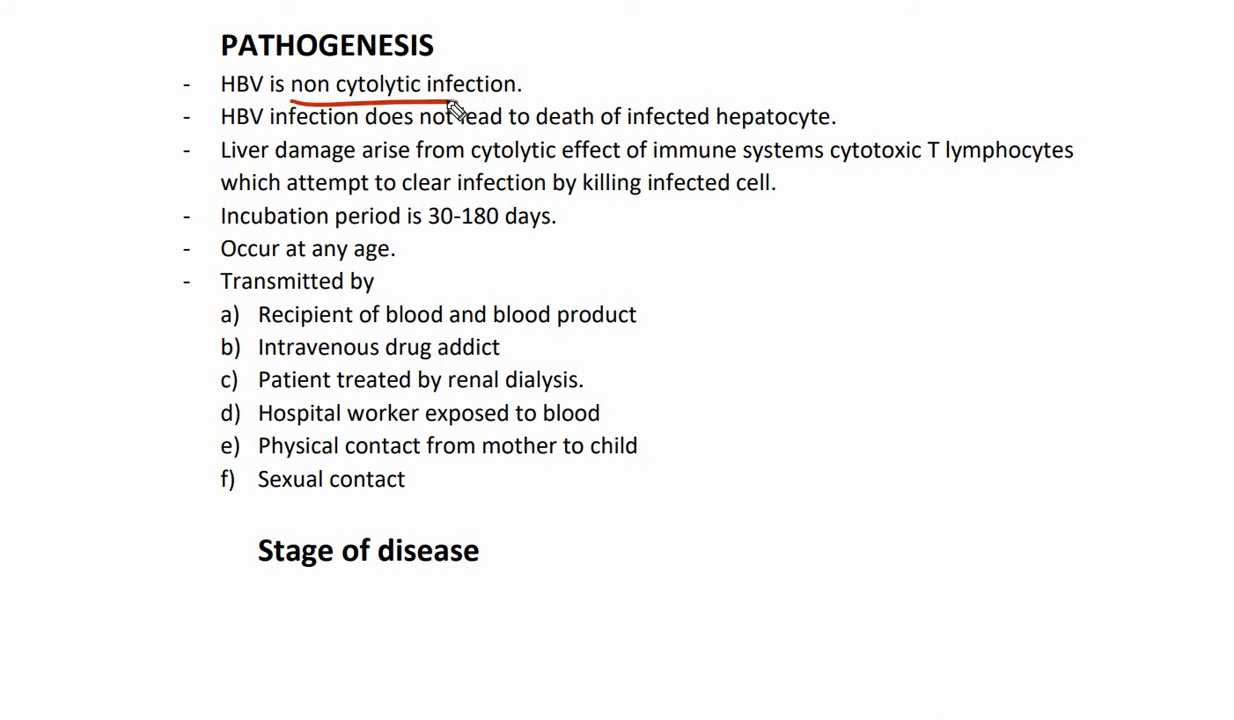 PATHOGENESIS
- HBV is non cytolytic infection.
- HBV infection does not lead to death of infected hepatocyte.
- Liver damage arise from cytolytic effect of immune systems cytotoxic T lymphocytes
which attempt to clear infection by killing infected cell.
- Incubation period is 30-180 days.
- Occur at any age.
- Transmitted by
a) Recipient of blood and blood product
b) Intravenous drug addict
c) Patient treated by renal dialysis.
d) Hospital worker exposed to blood
e) Physical contact from mother to child
f) Sexual contact
Stage of disease